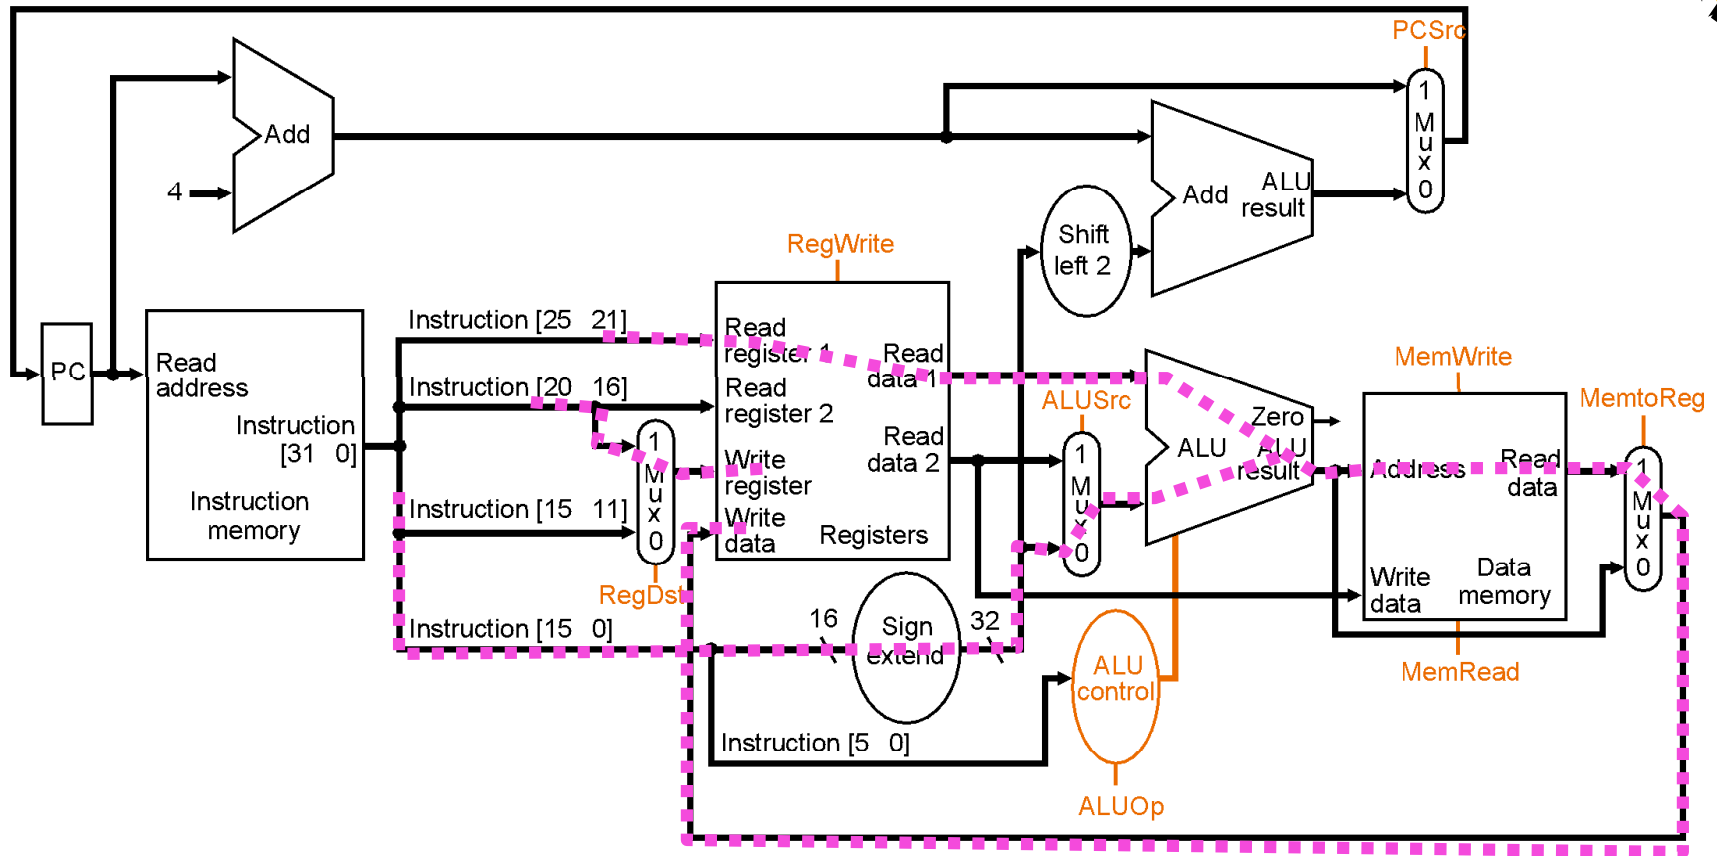 PCSrc
1
M
u
x
0
Add
4
Add
ALU
result
Shift
left 2
RegWrite
PC
Read
address
Instruction
[31 0]
Instruction
memory
Instruction [25 21]
Instruction [20 16]
Instruction [15 11]
Instruction [15 0]
Instruction [5 0]
1
M
u
x
0
RegDst
Read
register 1
Read
register 2
Write
register
Write
data
Read
data 1
Read
data 2
Registers
16
Sign
extend
32
ALUSrc
1
M
u
x
0
Zero
ALU
ALU
result
ALU
control
ALUOp
MemWrite
Address
Read
data
Write
data
Data
memory
MemRead
MemtoReg
1
M
u
x
0